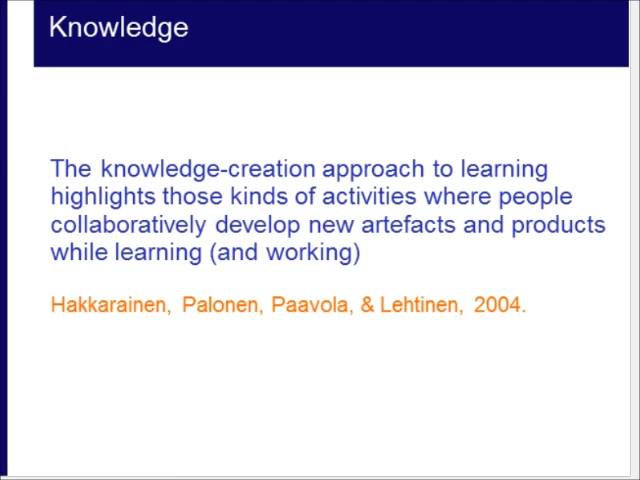 Knowledge
The knowledge-creation approach to learning
highlights those kinds of activities where people
collaboratively develop new artefacts and products
while learning (and working)
Hakkarainen, Palonen, Paavola, & Lehtinen, 2004.